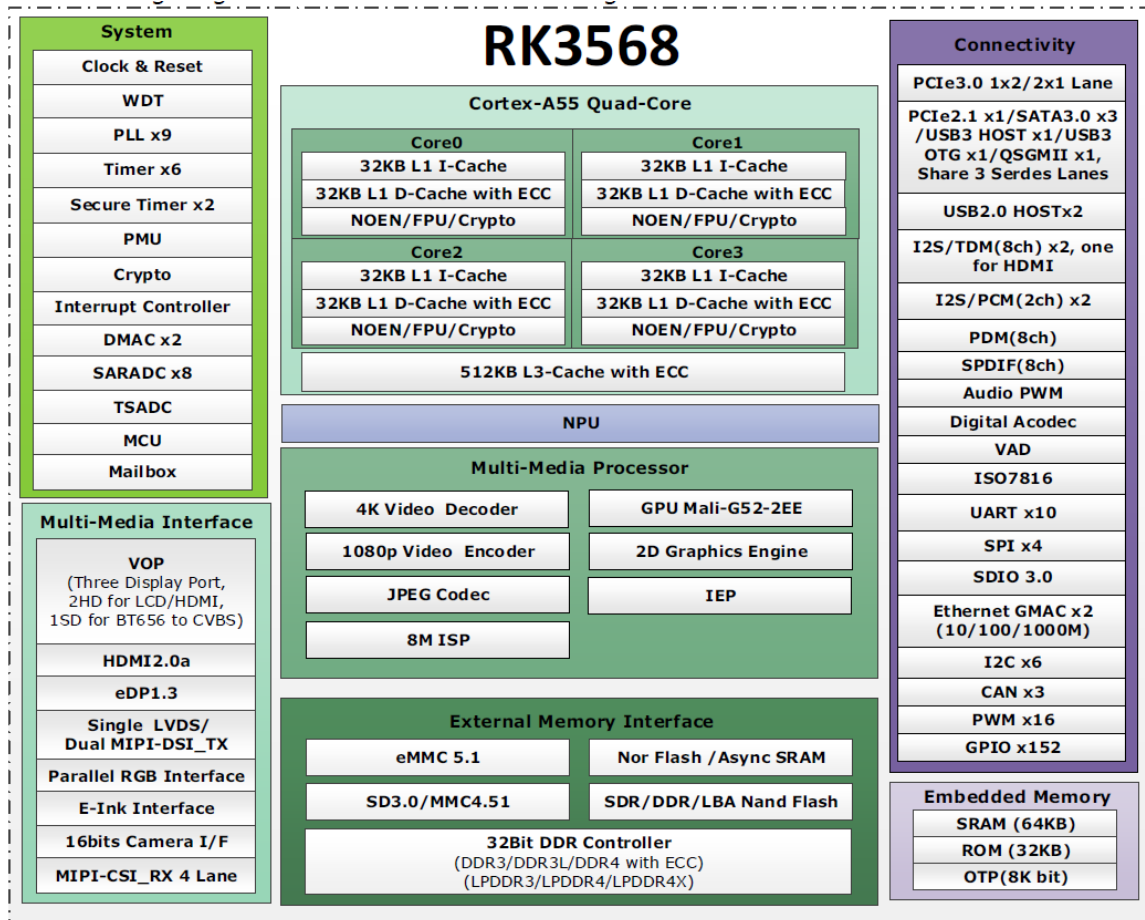 RK3568
System
Clock & Reset
WDT
PLL x9
Timer x6
Secure Timer x2
PMU
Crypto
Interrupt Controller
DMAC x2
SARADC x8
TSADC
MCU
Mailbox
Multi-Media Interface
VOP
(Three Display Port,
2HD for LCD/HDMI,
1SD for BT656 to CVBS)
HDMI2.0a
eDP1.3
Single LVDS/
Dual MIPI-DSI_TX
Parallel RGB Interface
E-Ink Interface
16bits Camera I/F
MIPI-CSI_RX 4 Lane
Cortex-A55 Quad-Core
Core0
32KB L1 I-Cache
32KB L1 D-Cache with ECC
NOEN/FPU/Crypto
Core1
32KB L1 I-Cache
32KB L1 D-Cache with ECC
NOEN/FPU/Crypto
Core2
32KB L1 I-Cache
32KB L1 D-Cache with ECC
NOEN/FPU/Crypto
Core3
32KB L1 I-Cache
32KB L1 D-Cache with ECC
NOEN/FPU/Crypto
512KB L3-Cache with ECC
NPU
Multi-Media Processor
4K Video Decoder
GPU Mali-G52-2EE
1080p Video Encoder
2D Graphics Engine
JPEG Codec
IEP
8M ISP
External Memory Interface
eMMC 5.1
Nor Flash /Async SRAM
SD3.0/MMC4.51
SDR/DDR/LBA Nand Flash
32Bit DDR Controller
(DDR3/DDR3L/DDR4 with ECC)
(LPDDR3/LPDDR4/LPDDR4X)
Connectivity
PCIe3.0 1x2/2x1 Lane
PCIe2.1 x1/SATA3.0 x3
/USB3 HOST x1/USB3
OTG x1/QSGMII x1,
Share 3 Serdes Lanes
USB2.0 HOSTx2
I2S/TDM(8ch) x2, one
for HDMI
I2S/PCM(2ch) x2
PDM(8ch)
SPDIF(8ch)
Audio PWM
Digital Acodec
VAD
ISO7816
UART x10
SPI x4
SDIO 3.0
Ethernet GMAC x2
(10/100/1000M)
I2C x6
CAN x3
PWM x16
GPIO x152
Embedded Memory
SRAM (64KB)
ROM (32KB)
OTP(8K bit)